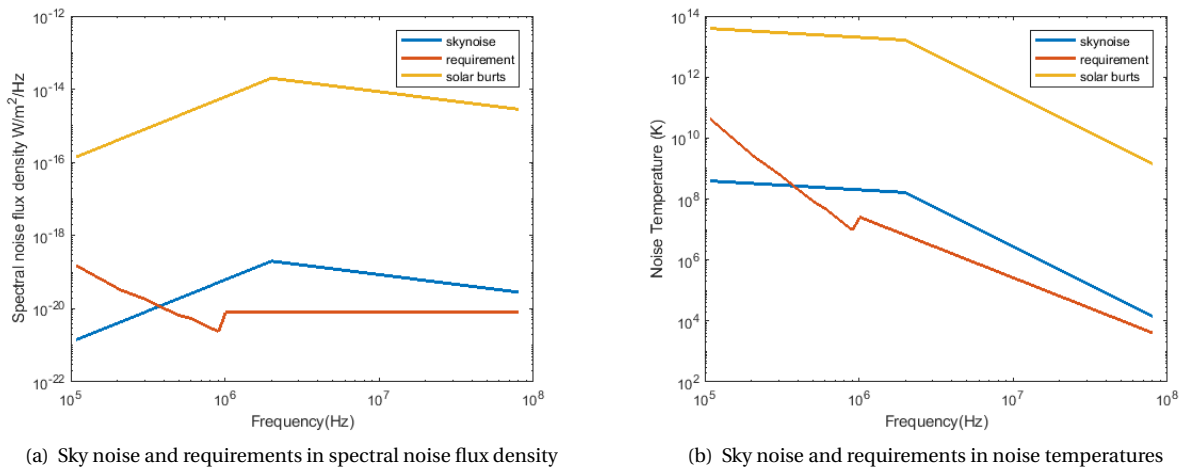 10^-12
10^-14
10^-16
10^-18
10^-20
10^-22
Spectral noise flux density W/m^2/Hz
skynoise
requirement
solar burts
10^5
10^6
10^7
10^8
Frequency(Hz)
(a) Sky noise and requirements in spectral noise flux density
10^14
10^12
10^10
10^8
10^6
10^4
10^2
Noise Temperature (K)
skynoise
requirement
solar burts
10^5
10^6
10^7
10^8
Frequency(Hz)
(b) Sky noise and requirements in noise temperatures